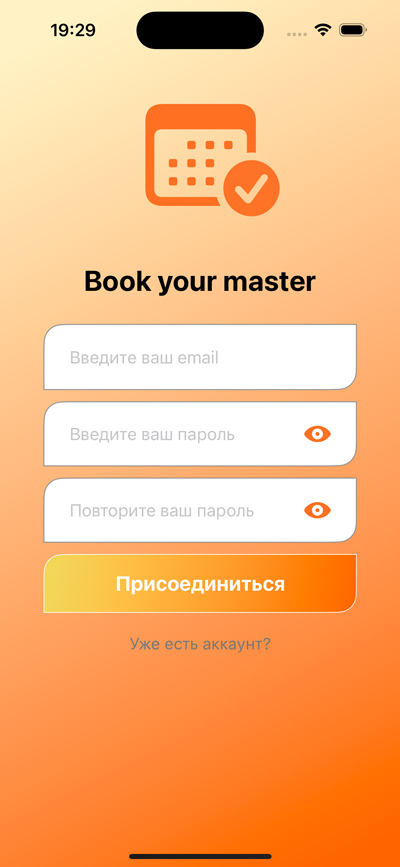 19:29
Book your master
Введите ваш email
Введите ваш пароль
Повторите ваш пароль
Присоединиться
Уже есть аккаунт?